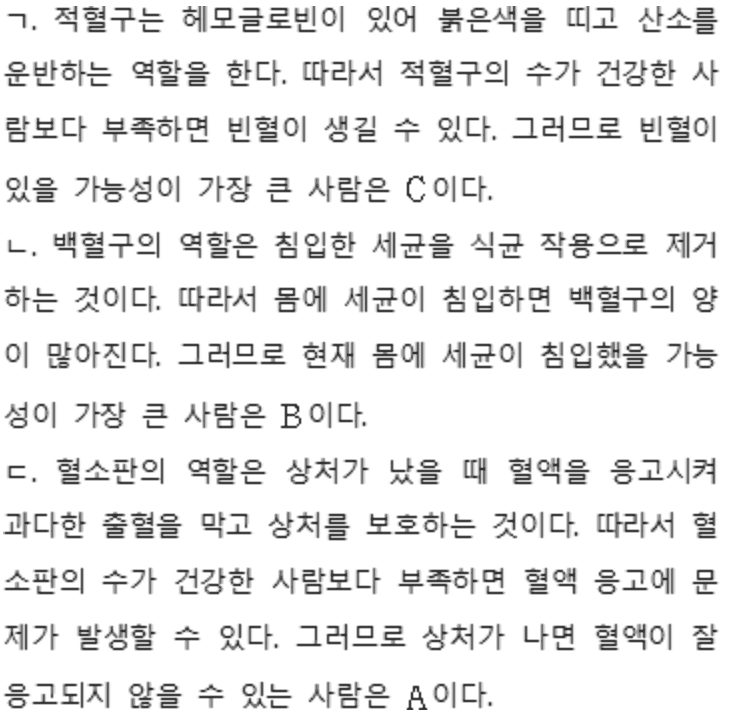 ㄱ. 적혈구는 헤모글로빈이 있어 붉은색을 띠고 산소를
운반하는 역할을 한다. 따라서 적혈구의 수가 건강한 사
람보다 부족하면 빈혈이 생길 수 있다. 그러므로 빈혈이
있을 가능성이 가장 큰 사람은 C이다.
ㄴ. 백혈구의 역할은 침입한 세균을 식균 작용으로 제거
하는 것이다. 따라서 몸에 세균이 침입하면 백혈구의 양
이 많아진다. 그러므로 현재 몸에 세균이 침입했을 가능
성이 가장 큰 사람은 B이다.
ㄷ. 혈소판의 역할은 상처가 났을 때 혈액을 응고시켜
과다한 출혈을 막고 상처를 보호하는 것이다. 따라서 혈
소판의 수가 건강한 사람보다 부족하면 혈액 응고에 문
제가 발생할 수 있다. 그러므로 상처가 나면 혈액이 잘
응고되지 않을 수 있는 사람은 A이다.